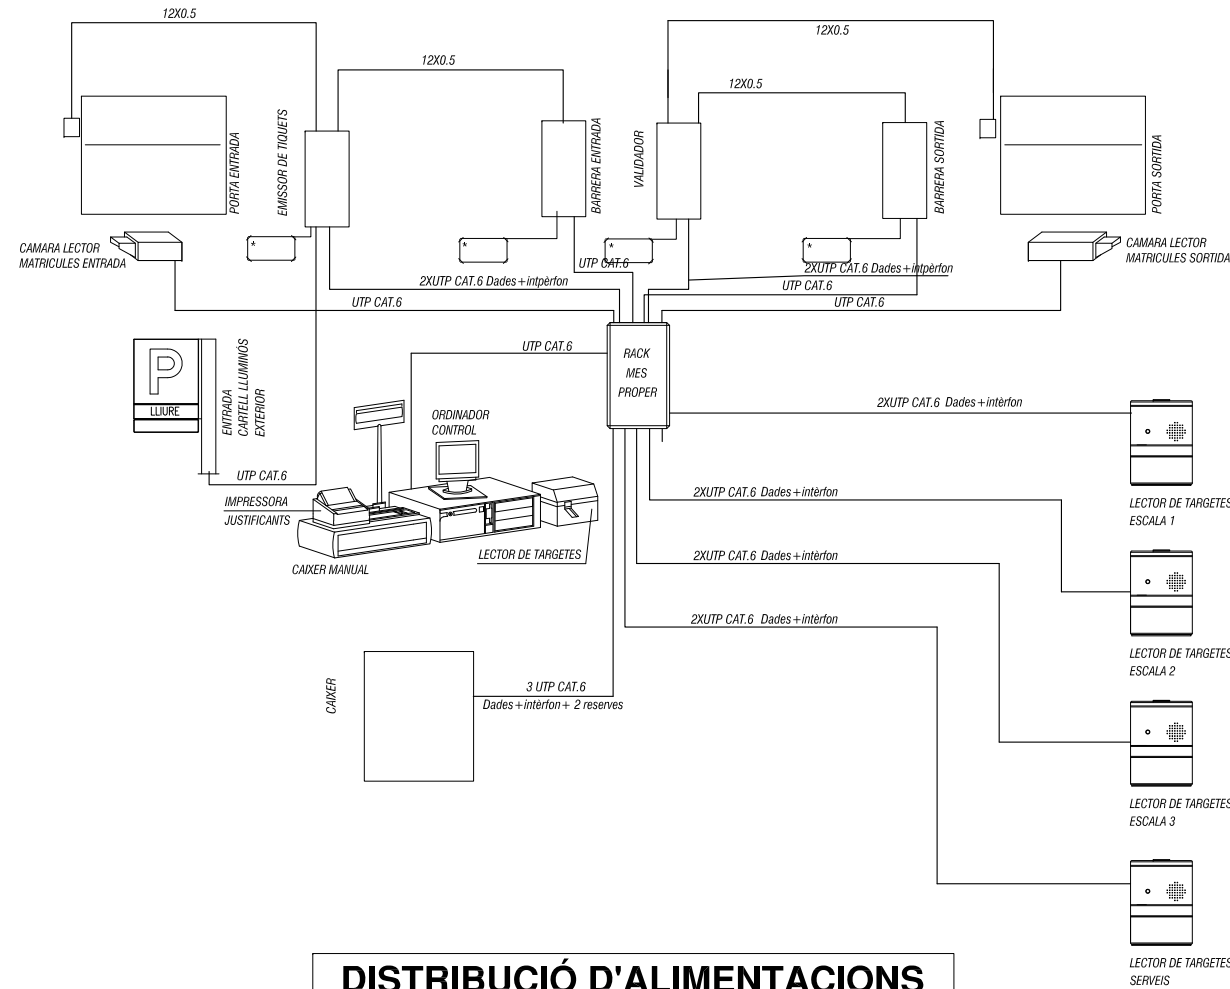 12X0.5
12X0.5
12X0.5
12X0.5
PORTA ENTRADA
EMISSOR DE TIQUETS
BARRERA ENTRADA
VALIDADOR
BARRERA SORTIDA
PORTA SORTIDA
CAMARA LECTOR
MATRICULES ENTRADA
*
*
*
*
CAMARA LECTOR
MATRICULES SORTIDA
UTP CAT.6
2XUTP CAT.6 Dades+intpèrfon
2XUTP CAT.6 Dades+intpèrfon
UTP CAT.6
UTP CAT.6
UTP CAT.6
P
LLIURE
ENTRADA
CARTELL LLUMINÓS
EXTERIOR
UTP CAT.6
RACK
MES
PROPER
UTP CAT.6
ORDINADOR
CONTROL
IMPRESSORA
JUSTIFICANTS
CAIXER MANUAL
LECTOR DE TARGETES
2XUTP CAT.6 Dades+intèrfon
LECTOR DE TARGETES
ESCALA 1
2XUTP CAT.6 Dades+intèrfon
LECTOR DE TARGETES
ESCALA 2
2XUTP CAT.6 Dades+intèrfon
LECTOR DE TARGETES
ESCALA 3
2XUTP CAT.6 Dades+intèrfon
LECTOR DE TARGETES
SERVEIS
CAIXER
3 UTP CAT.6
Dades+intèrfon+ 2 reserves
DISTRIBUCIÓ D'ALIMENTACIONS